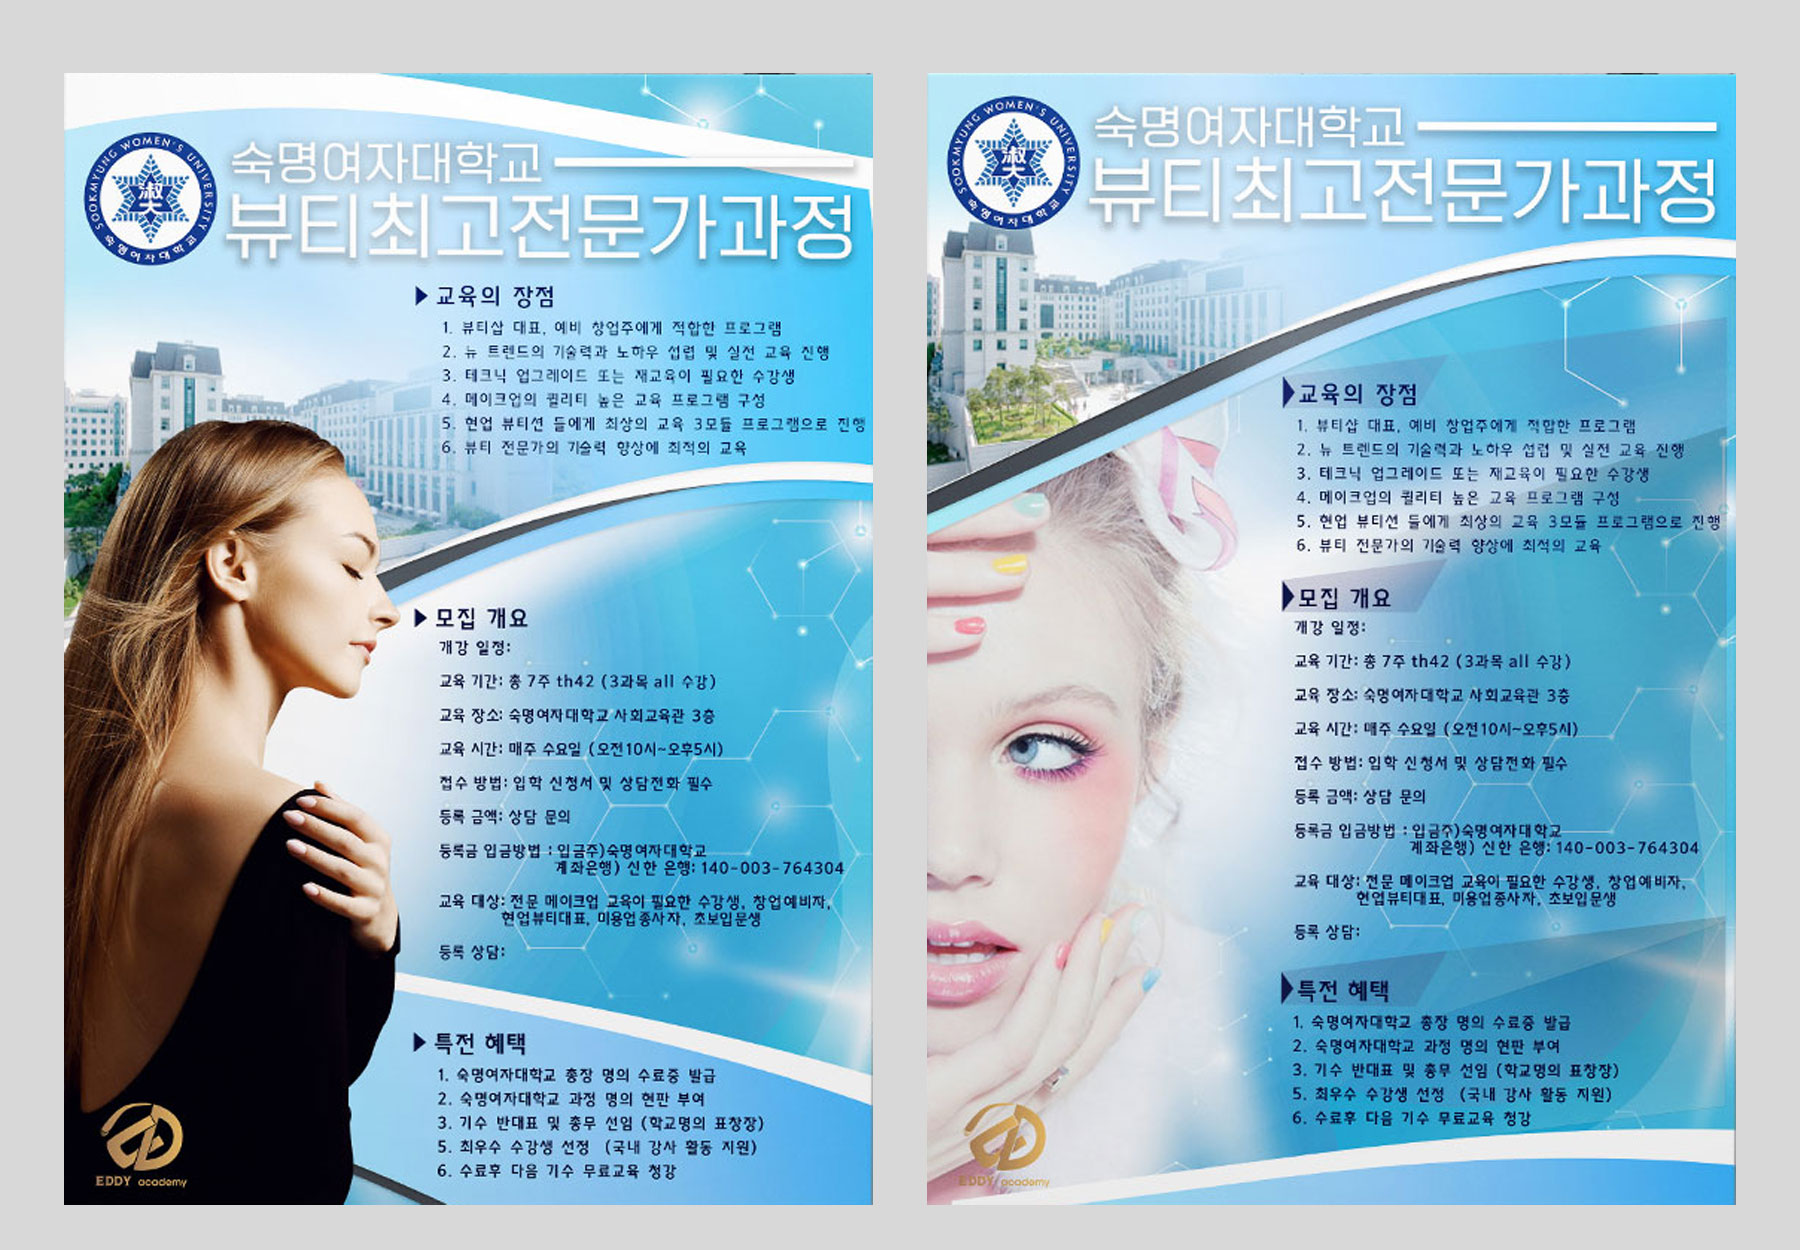 SOOKMYUNG WOMEN'S UNIVERSITY
숙명여자대학교
숙명여자대학교
뷰티최고전문가과정
교육의 장점
1. 뷰티샵 대표, 예비 창업주에게 적합한 프로그램
2. 뉴 트렌드의 기술력과 노하우 섭렵 및 실전 교육 진행
3. 테크닉 업그레이드 또는 재교육이 필요한 수강생
4. 메이크업의 퀄리티 높은 교육 프로그램 구성
5. 현업 뷰티션 들에게 최상의 교육 3모듈 프로그램으로 진행
6. 뷰티 전문가의 기술력 향상에 최적의 교육
모집 개요
개강 일정:
교육 기간: 총 7주 th42 (3과목 all 수강)
교육 장소: 숙명여자대학교 사회교육관 3층
교육 시간: 매주 수요일 (오전10시~오후5시)
접수 방법: 입학 신청서 및 상담전화 필수
등록 금액: 상담 문의
등록금 입금방법 : 입금주)숙명여자대학교
계좌은행) 신한 은행: 140-003-764304
교육 대상: 전문 메이크업 교육이 필요한 수강생, 창업예비자,
현업뷰티대표, 미용업종사자, 초보입문생
등록 상담:
특전 혜택
1. 숙명여자대학교 총장 명의 수료증 발급
2. 숙명여자대학교 과정 명의 현판 부여
3. 기수 반대표 및 총무 선임 (학교명의 표창장)
5. 최우수 수강생 선정 (국내 강사 활동 지원)
6. 수료후 다음 기수 무료교육 청강
EDDY academy
SOOKMYUNG WOMEN'S UNIVERSITY
숙명여자대학교
숙명여자대학교
뷰티최고전문가과정
교육의 장점
1. 뷰티샵 대표, 예비 창업주에게 적합한 프로그램
2. 뉴 트렌드의 기술력과 노하우 섭렵 및 실전 교육 진행
3. 테크닉 업그레이드 또는 재교육이 필요한 수강생
4. 메이크업의 퀄리티 높은 교육 프로그램 구성
5. 현업 뷰티션 들에게 최상의 교육 3모듈 프로그램으로 진행
6. 뷰티 전문가의 기술력 향상에 최적의 교육
모집 개요
개강 일정:
교육 기간: 총 7주 th42 (3과목 all 수강)
교육 장소: 숙명여자대학교 사회교육관 3층
교육 시간: 매주 수요일 (오전10시~오후5시)
접수 방법: 입학 신청서 및 상담전화 필수
등록 금액: 상담 문의
등록금 입금방법 : 입금주)숙명여자대학교
계좌은행) 신한 은행: 140-003-764304
교육 대상: 전문 메이크업 교육이 필요한 수강생, 창업예비자,
현업뷰티대표, 미용업종사자, 초보입문생
등록 상담:
특전 혜택
1. 숙명여자대학교 총장 명의 수료증 발급
2. 숙명여자대학교 과정 명의 현판 부여
3. 기수 반대표 및 총무 선임 (학교명의 표창장)
5. 최우수 수강생 선정 (국내 강사 활동 지원)
6. 수료후 다음 기수 무료교육 청강
EDDY academy